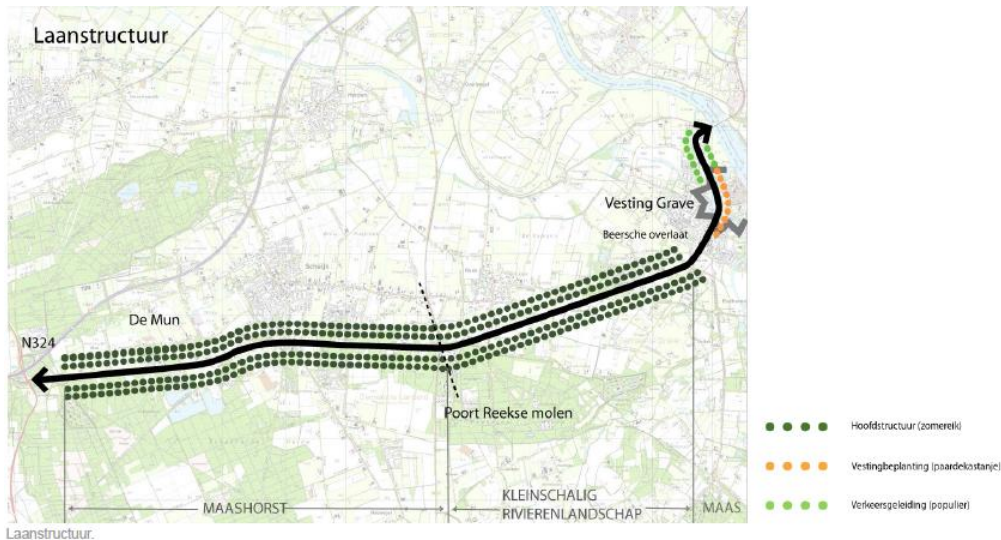 Laanstructuur
Vesting Grave
Beersche overlaat
De Mun
N324
Poort Reekse molen
Hoofdstructuur (zomereik)
Vestingbeplanting (paardekastanje)
Verkeersgeleiding (populier)
MAASHORST
KLEINSCHALIG
RIVIERENLANDSCHAP
MAAS
Laanstructuur.